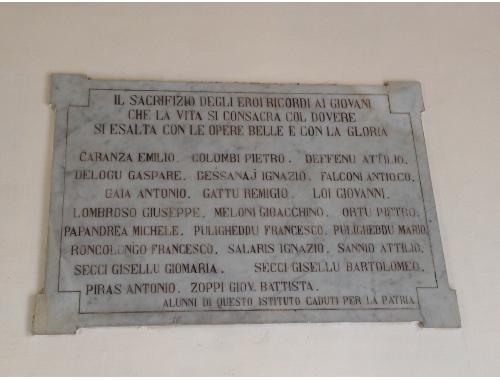 IL SACRIFIZIO DEGLI EROI RICORDI AI GIOVANI
CHE LA VITA SI CONSACRA COL DOVERE
SI ESALTA CON LE OPERE BELLE E CON LA GLORIA
CARANZA EMILIO. COLOMBI PIETRO. DEFFENU ATTILIO.
DELOGU GASPARE. DESSANAJ IGNAZIO. FALCONI ANTIOCO.
GAIA ANTONIO. GATTU REMIGIO. LOI GIOVANNI.
LOMBROSO GIUSEPPE. MELONI GIOACCHINO. ORTU PIETRO.
PAPANDREA MICHELE. PULIGHEDDU FRANCESCO. PULIGHEDDU MARIO.
RONCOLONGO FRANCESCO. SALARIS IGNAZIO. SANNIO ATTILIO.
SECCI GISELLU GIOMARIA. SECCI GISELLU BARTOLOMEO.
PIRAS ANTONIO. ZOPPI GIOV. BATTISTA.
ALUNNI DI QUESTO ISTITUTO CADUTI PER LA PATRIA